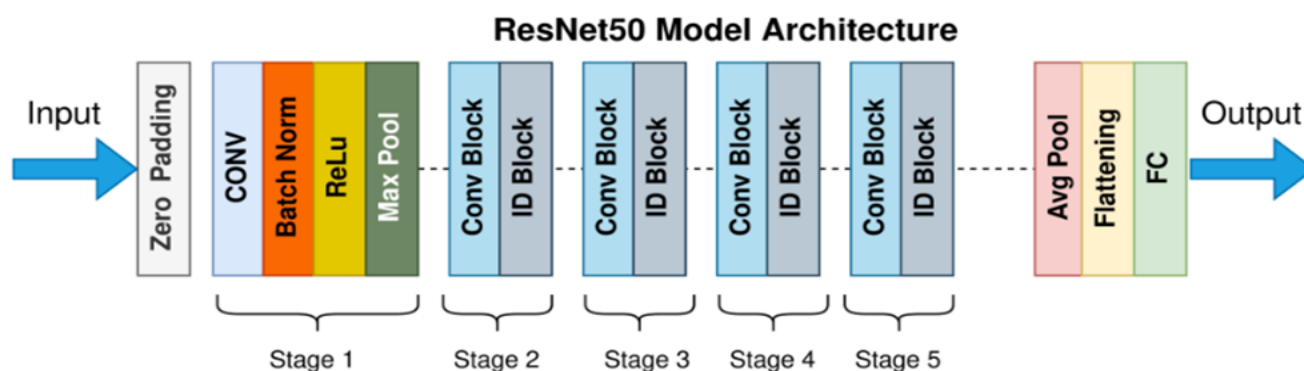 ResNet50 Model Architecture
Input
Zero Padding
CONV
Batch Norm
ReLu
Max Pool
Conv Block
ID Block
Conv Block
ID Block
Conv Block
ID Block
Conv Block
ID Block
Avg Pool
Flattening
FC
Output
Stage 1
Stage 2
Stage 3
Stage 4
Stage 5